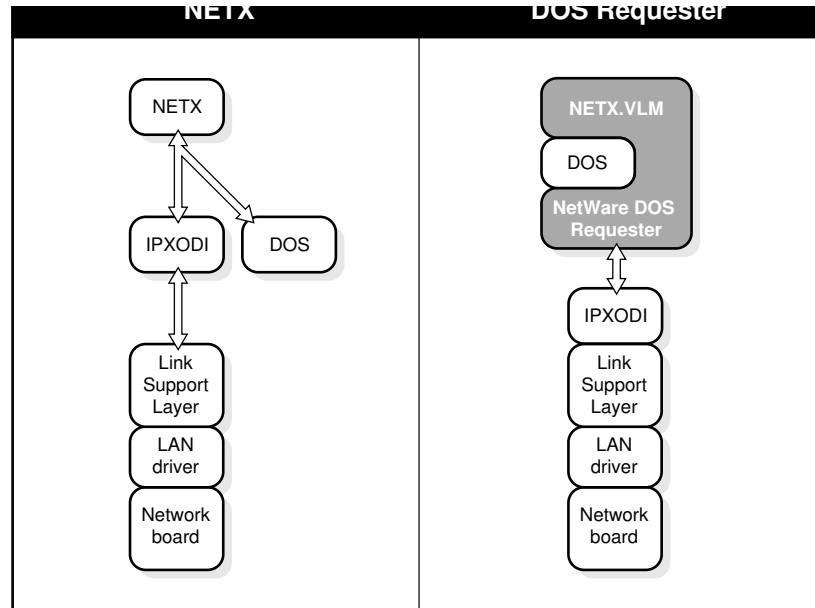 NETX
DOS Requester
NETX
IPXODI
DOS
Link
Support
Layer
LAN
driver
Network
board
NETX.VLM
DOS
NetWare DOS
Requester
IPXODI
Link
Support
Layer
LAN
driver
Network
board